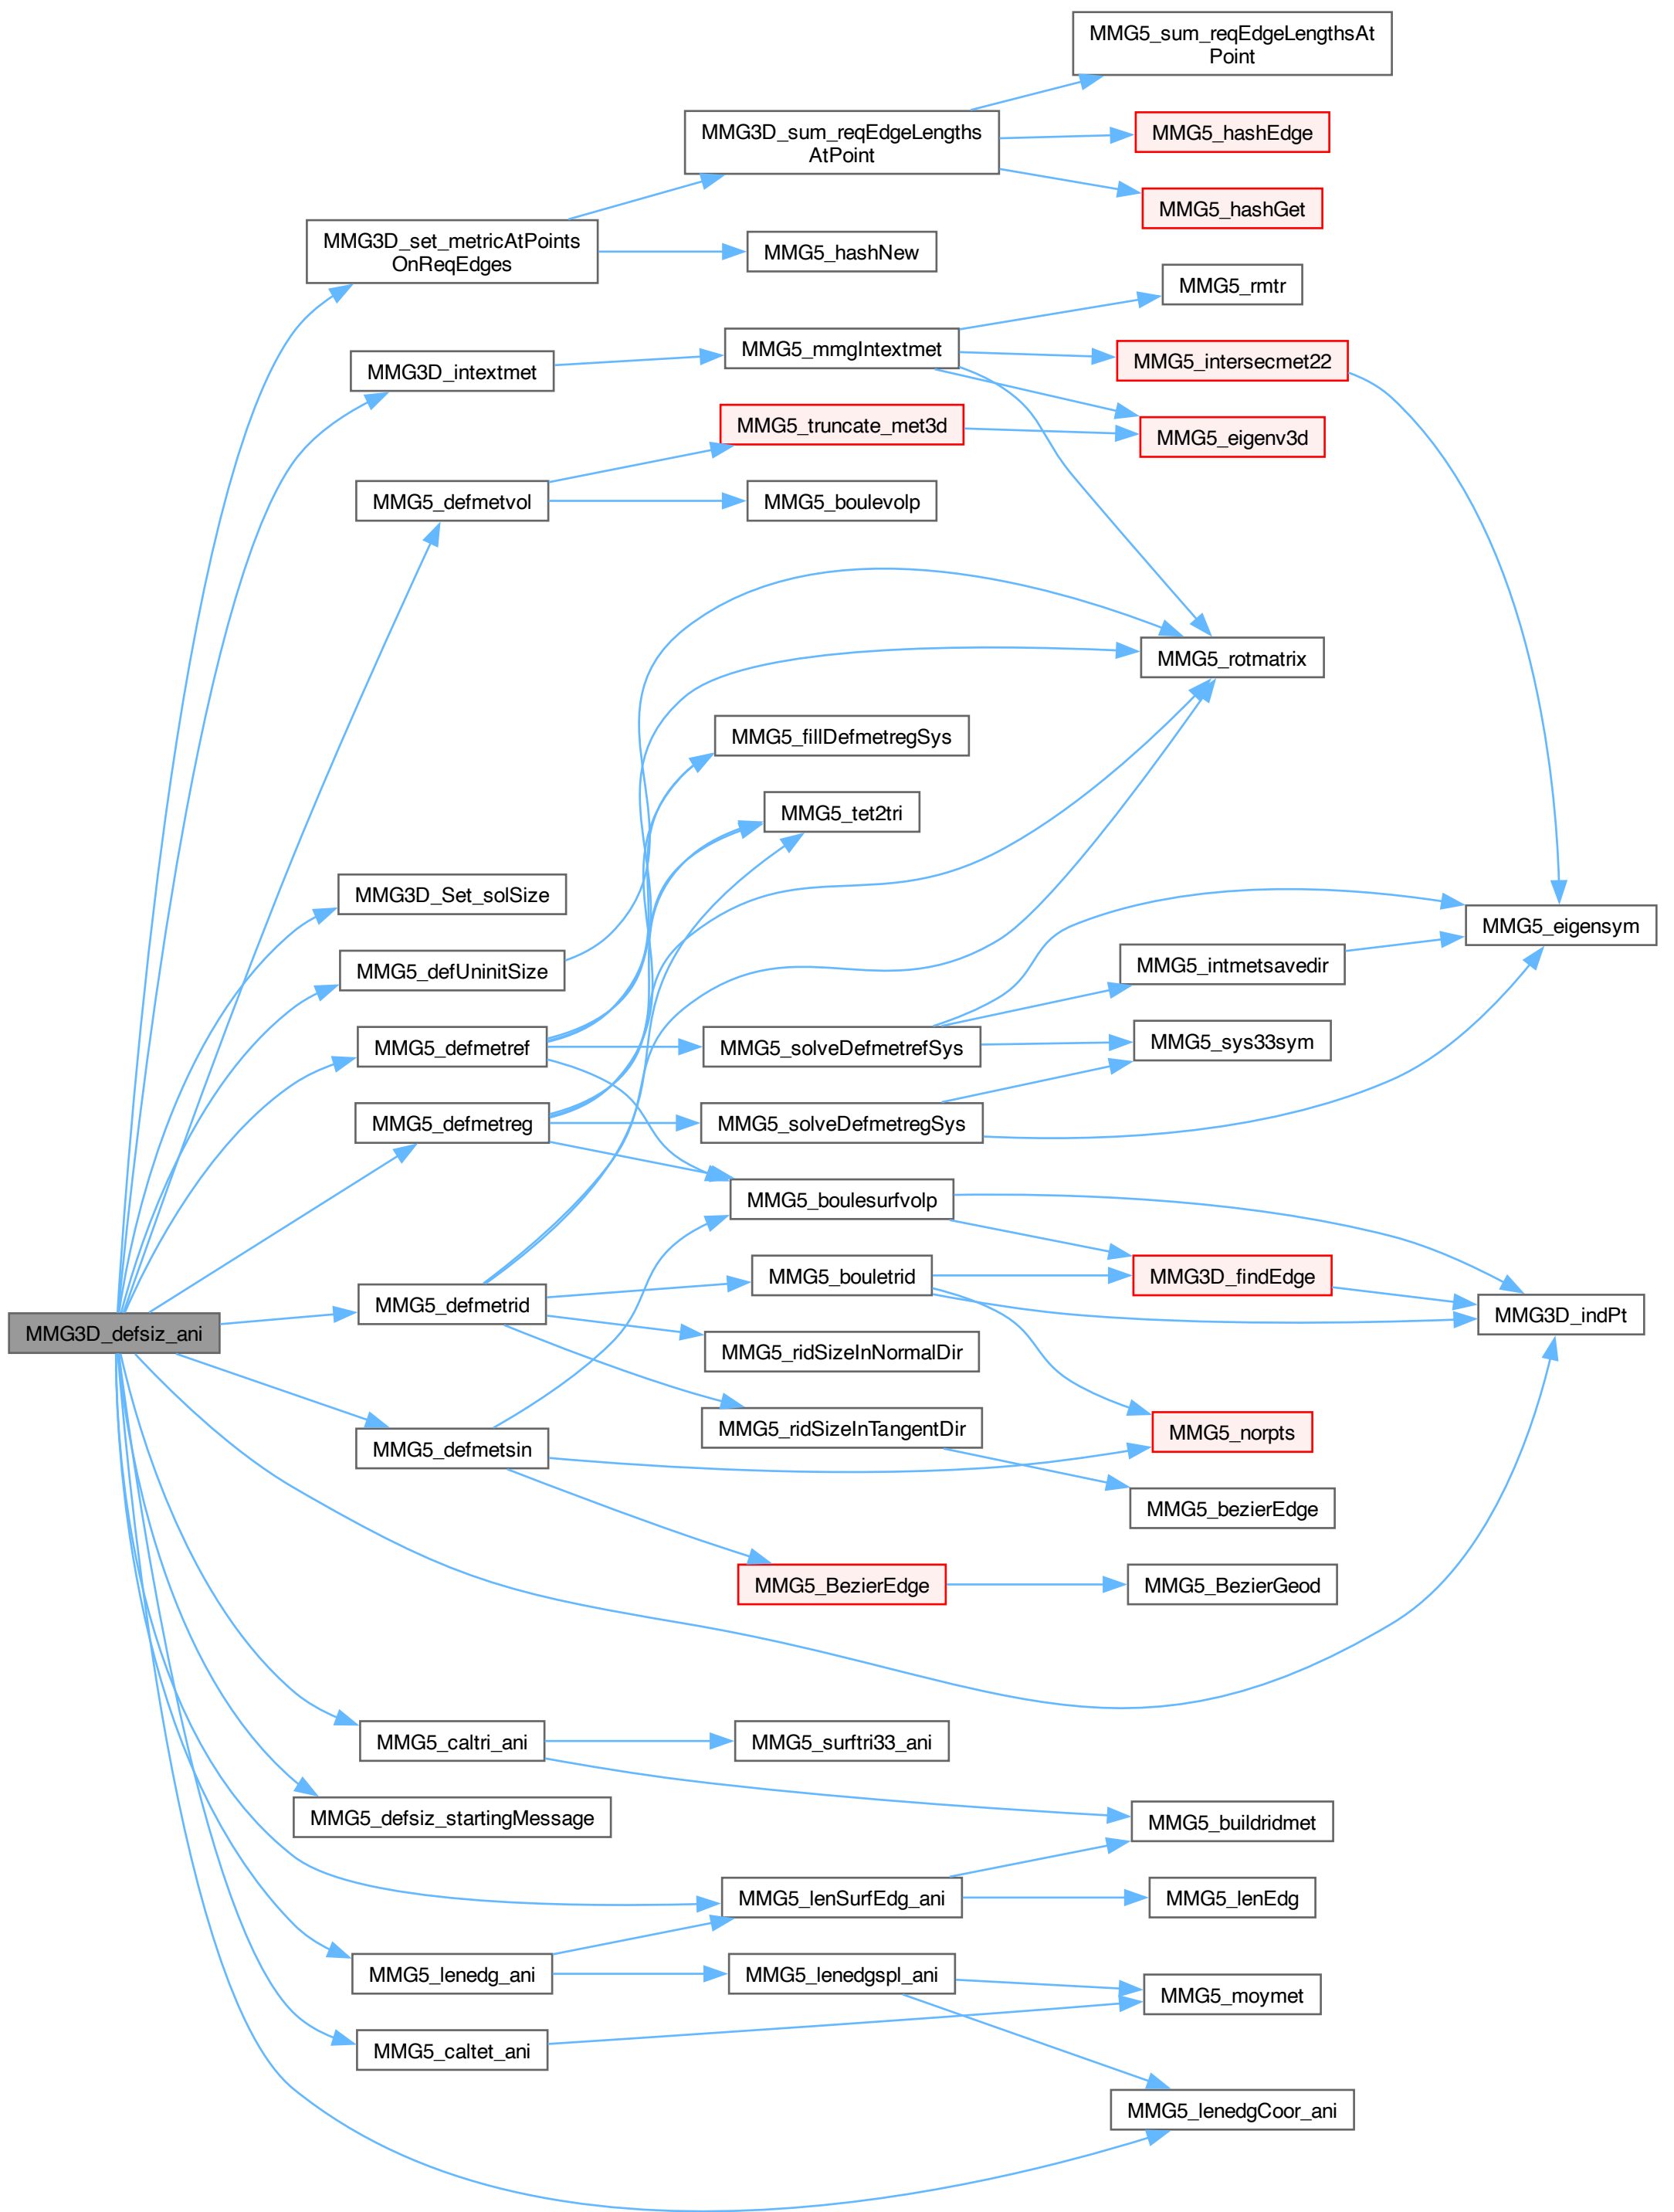 MMG5_sum_reqEdgeLengthsAt
Point
MMG3D_sum_reqEdgeLengths
AtPoint
MMG5_hashEdge
MMG5_hashGet
MMG3D_set_metricAtPoints
OnReqEdges
MMG5_hashNew
MMG5_rmtr
MMG5_mmgIntextmet
MMG5_intersecmet22
MMG3D_intextmet
MMG5_truncate_met3d
MMG5_eigenv3d
MMG5_defmetvol
MMG5_boulevolp
MMG5_rotmatrix
MMG5_fillDefmetregSys
MMG5_tet2tri
MMG3D_Set_solSize
MMG5_eigensym
MMG5_defUninitSize
MMG5_intmetsavedir
MMG5_defmetref
MMG5_solveDefmetrefSys
MMG5_sys33sym
MMG5_defmetreg
MMG5_solveDefmetregSys
MMG5_boulesurfvolp
MMG5_bouletrid
MMG3D_findEdge
MMG5_defmetrid
MMG3D_indPt
MMG3D_defsiz_ani
MMG5_ridSizeInNormalDir
MMG5_ridSizeInTangentDir
MMG5_norpts
MMG5_defmetsin
MMG5_bezierEdge
MMG5_BezierEdge
MMG5_BezierGeod
MMG5_caltri_ani
MMG5_surftri33_ani
MMG5_defsiz_startingMessage
MMG5_buildridmet
MMG5_lenSurfEdg_ani
MMG5_lenEdg
MMG5_lenedg_ani
MMG5_lenedgspl_ani
MMG5_moymet
MMG5_caltet_ani
MMG5_lenedgCoor_ani